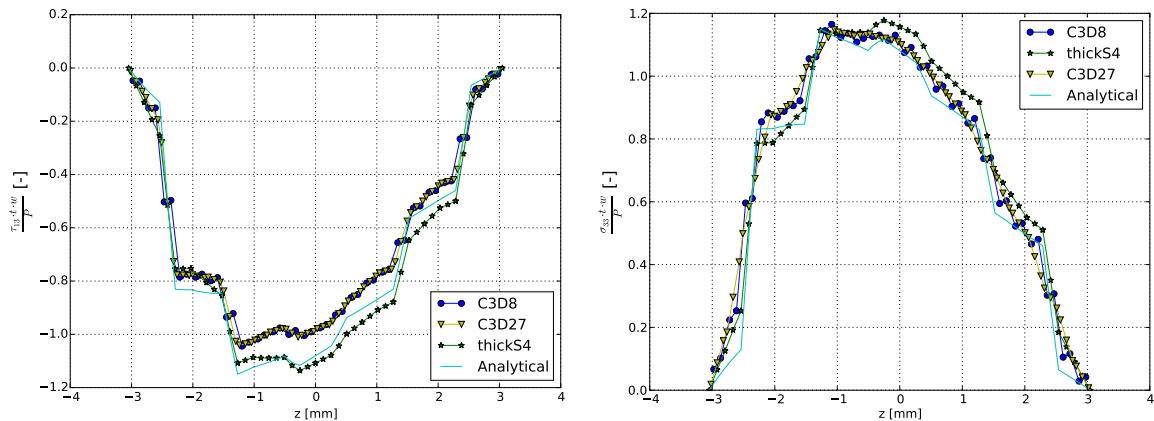 0.2
0.0
−0.2
−0.4
−0.6
−0.8
−1.0
−1.2
−4
−3
−2
−1
0
1
2
3
4
z [mm]
τ₁₃·t·w / P [-]
C3D8
C3D27
thickS4
Analytical
1.2
1.0
0.8
0.6
0.4
0.2
0.0
−4
−3
−2
−1
0
1
2
3
4
z [mm]
σ₃₃·t·w / P [-]
C3D8
thickS4
C3D27
Analytical